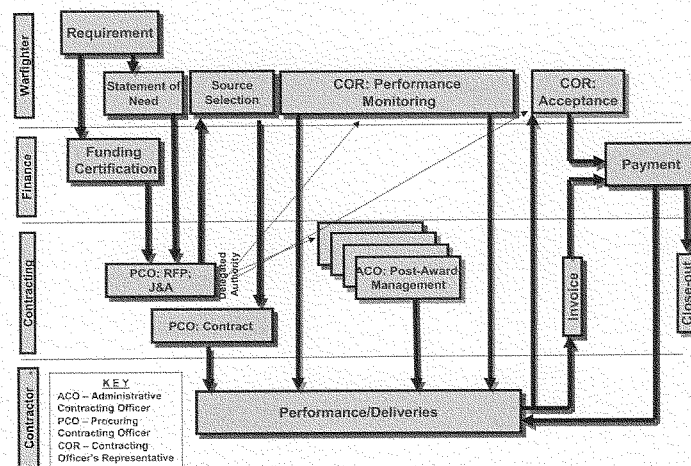 Warfighter
Requirement
Statement of
Need
Source
Selection
COR: Performance
Monitoring
COR:
Acceptance
Finance
Funding
Certification
Payment
Contracting
PCO: RFP;
J&A
Delegated
Authority
ACO: Post-Award
Management
PCO: Contract
Invoice
Close-out
Contractor
Performance/Deliveries
KEY
ACO – Administrative
Contracting Officer
PCO – Procuring
Contracting Officer
COR – Contracting
Officer's Representative